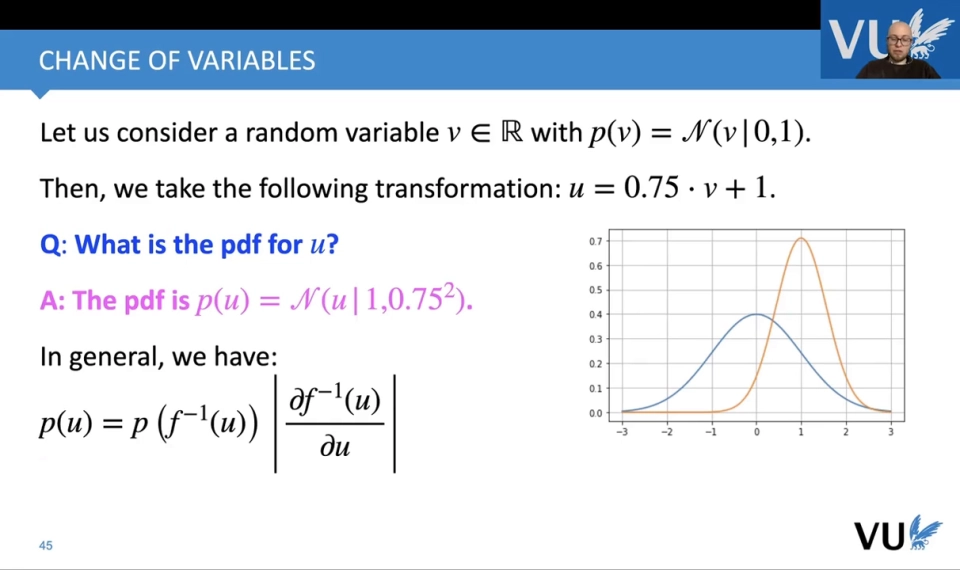 VU
CHANGE OF VARIABLES
Let us consider a random variable v ∈ ℝ with p(v) = 𝒩(v|0,1).
Then, we take the following transformation: u = 0.75 · v + 1.
Q: What is the pdf for u?
A: The pdf is p(u) = 𝒩(u|1,0.75²).
In general, we have:
p(u) = p (f⁻¹(u)) |∂f⁻¹(u)/∂u|
0.7
0.6
0.5
0.4
0.3
0.2
0.1
0.0
−3 −2 −1 0 1 2 3
45
VU